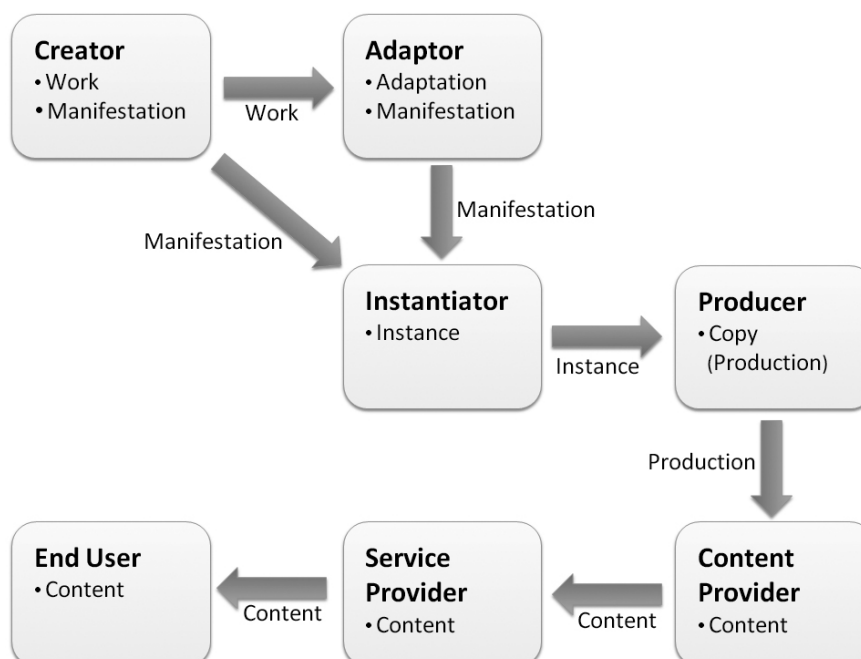 Creator
• Work
• Manifestation
Work
Adaptor
• Adaptation
• Manifestation
Manifestation
Manifestation
Instantiator
• Instance
Instance
Producer
• Copy
(Production)
Production
End User
• Content
Content
Service
Provider
• Content
Content
Content
Provider
• Content